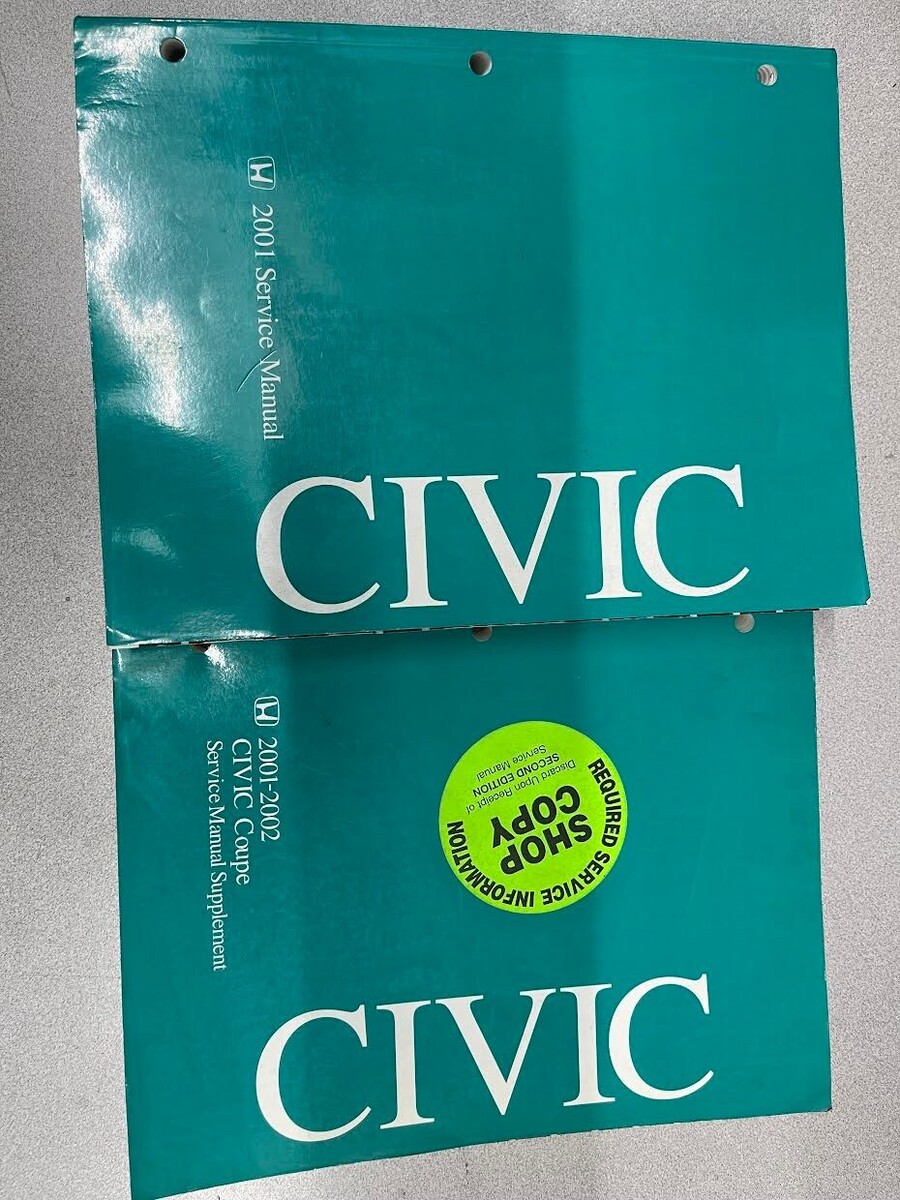 2001 Service Manual
CIVIC
2001-2002
CIVIC Coupe
Service Manual Supplement
REQUIRED SERVICE INFORMATION
SHOP
COPY
Discard Upon Receipt of
SECOND EDITION
Service Manual
CIVIC